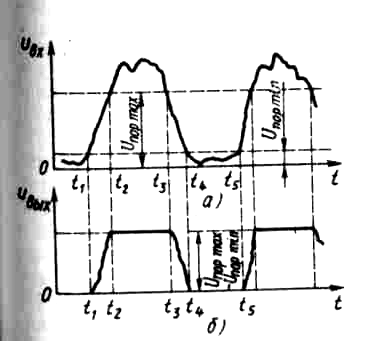 Uвх
Uпор max
Uпор min
0
t1 t2 t3 t4 t5 t
а)
Uвых
Uпор max
-Uпор min
0
t1 t2 t3 t4 t5 t
б)